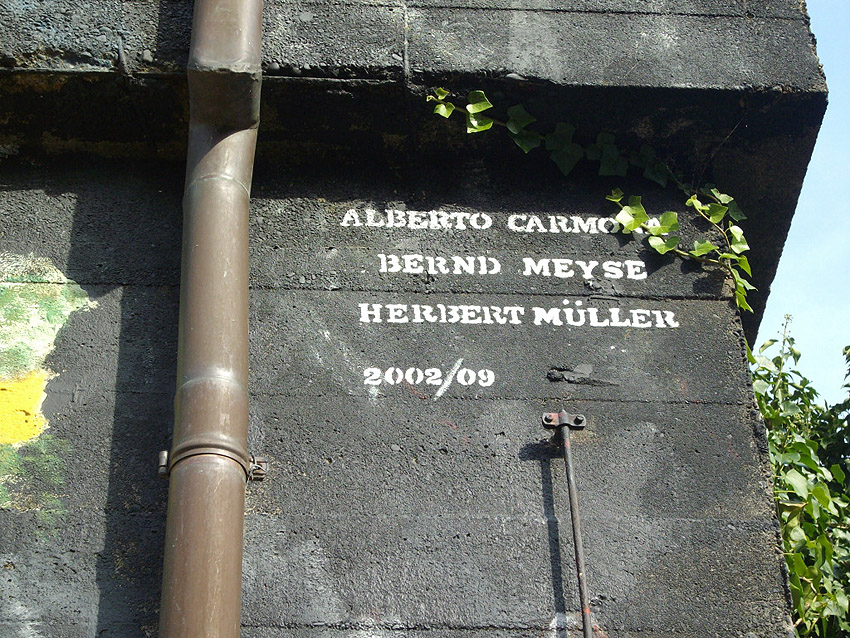 ALBERTO
BERND MEYSE
HERBERT MÜLLER
2002/09